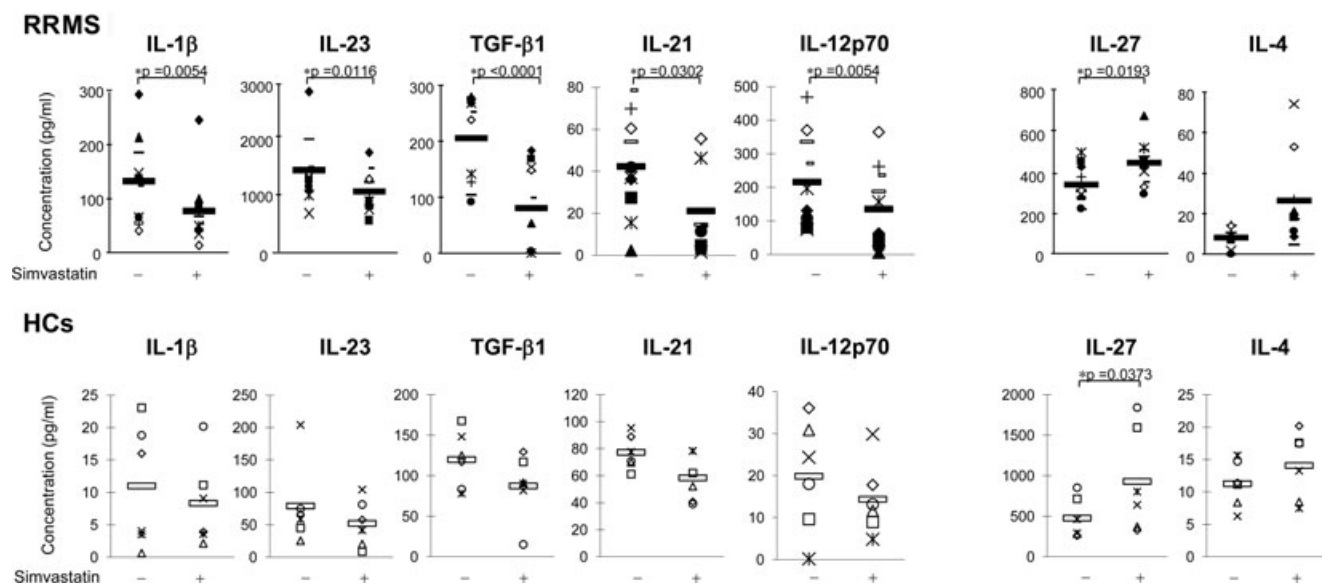 RRMS
IL-1β IL-23 TGF-β1 IL-21 IL-12p70 IL-27 IL-4
*p =0.0054 *p =0.0116 *p <0.0001 *p =0.0302 *p =0.0054 *p =0.0193
Concentration (pg/ml)
300 200 100 0
3000 2000 1000 0
300 200 100 0
80 60 40 20 0
500 400 300 200 100 0
800 600 400 200 0
80 60 40 20 0
Simvastatin − + − + − + − + − + − + − +
HCs
IL-1β IL-23 TGF-β1 IL-21 IL-12p70 IL-27 IL-4
*p =0.0373
Concentration (pg/ml)
25 20 15 10 5 0
250 200 150 100 50 0
200 150 100 50 0
120 100 80 60 40 20 0
40 30 20 10 0
2000 1500 1000 500 0
25 20 15 10 5 0
Simvastatin − + − + − + − + − + − + − +